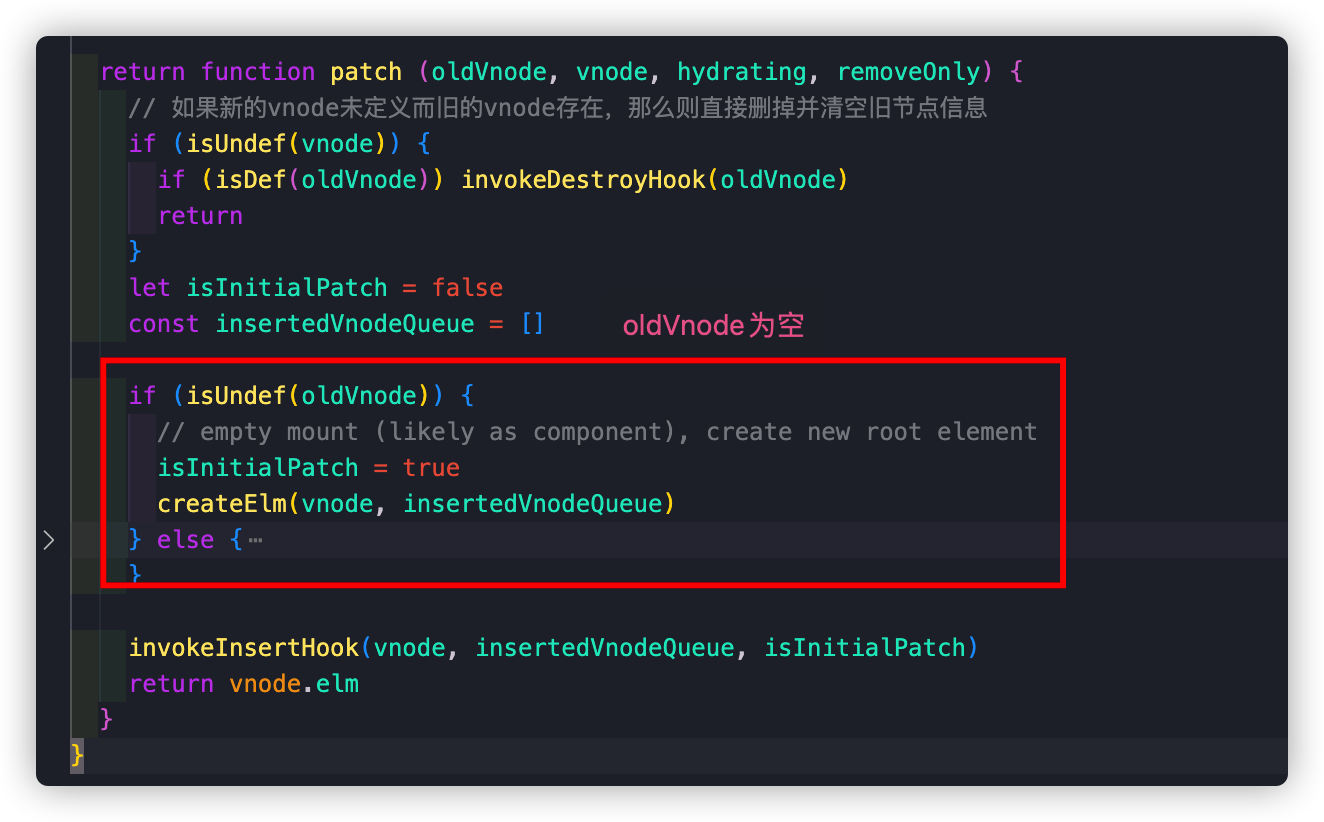 return function patch (oldVnode, vnode, hydrating, removeOnly) {
// 如果新的vnode未定义而旧的vnode存在，那么则直接删掉并清空旧节点信息
if (isUndef(vnode)) {
if (isDef(oldVnode)) invokeDestroyHook(oldVnode)
return
}
let isInitialPatch = false
const insertedVnodeQueue = []
oldVnode为空
if (isUndef(oldVnode)) {
// empty mount (likely as component), create new root element
isInitialPatch = true
createElm(vnode, insertedVnodeQueue)
} else {⋯
}
invokeInsertHook(vnode, insertedVnodeQueue, isInitialPatch)
return vnode.elm
}
}